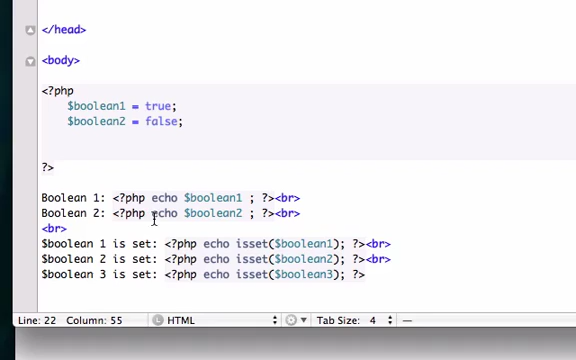 </head>
<body>
<?php
$boolean1 = true;
$boolean2 = false;
?>
Boolean 1: <?php echo $boolean1 ; ?><br>
Boolean 2: <?php echo $boolean2 ; ?><br>
<br>
$boolean 1 is set: <?php echo isset($boolean1); ?><br>
$boolean 2 is set: <?php echo isset($boolean2); ?><br>
$boolean 3 is set: <?php echo isset($boolean3); ?>
Line: 22 Column: 55 L HTML Tab Size: 4 —